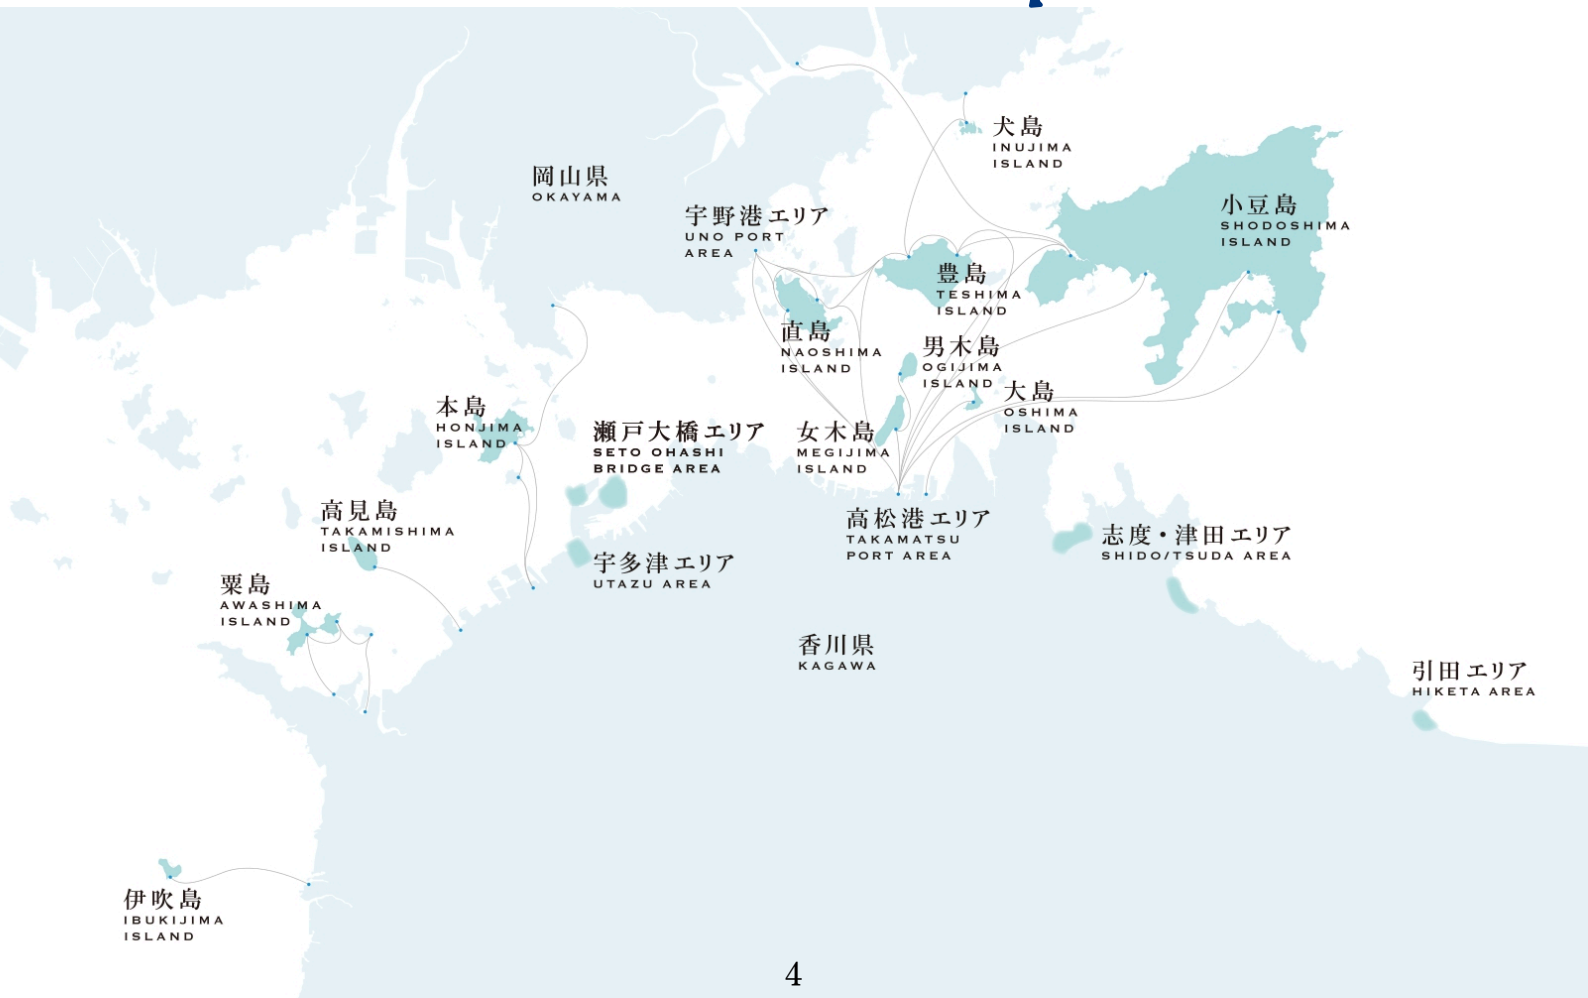 犬島
INUJIMA
ISLAND
岡山県
OKAYAMA
小豆島
SHODOSHIMA
ISLAND
宇野港エリア
UNO PORT
AREA
豊島
TESHIMA
ISLAND
直島
NAOSHIMA
ISLAND
男木島
OGIJIMA
ISLAND
大島
OSHIMA
ISLAND
本島
HONJIMA
ISLAND
瀬戸大橋エリア
SETO OHASHI
BRIDGE AREA
女木島
MEGIJIMA
ISLAND
高見島
TAKAMISHIMA
ISLAND
高松港エリア
TAKAMATSU
PORT AREA
志度・津田エリア
SHIDO/TSUDA AREA
宇多津エリア
UTAZU AREA
粟島
AWASHIMA
ISLAND
香川県
KAGAWA
引田エリア
HIKETA AREA
伊吹島
IBUKIJIMA
ISLAND
4